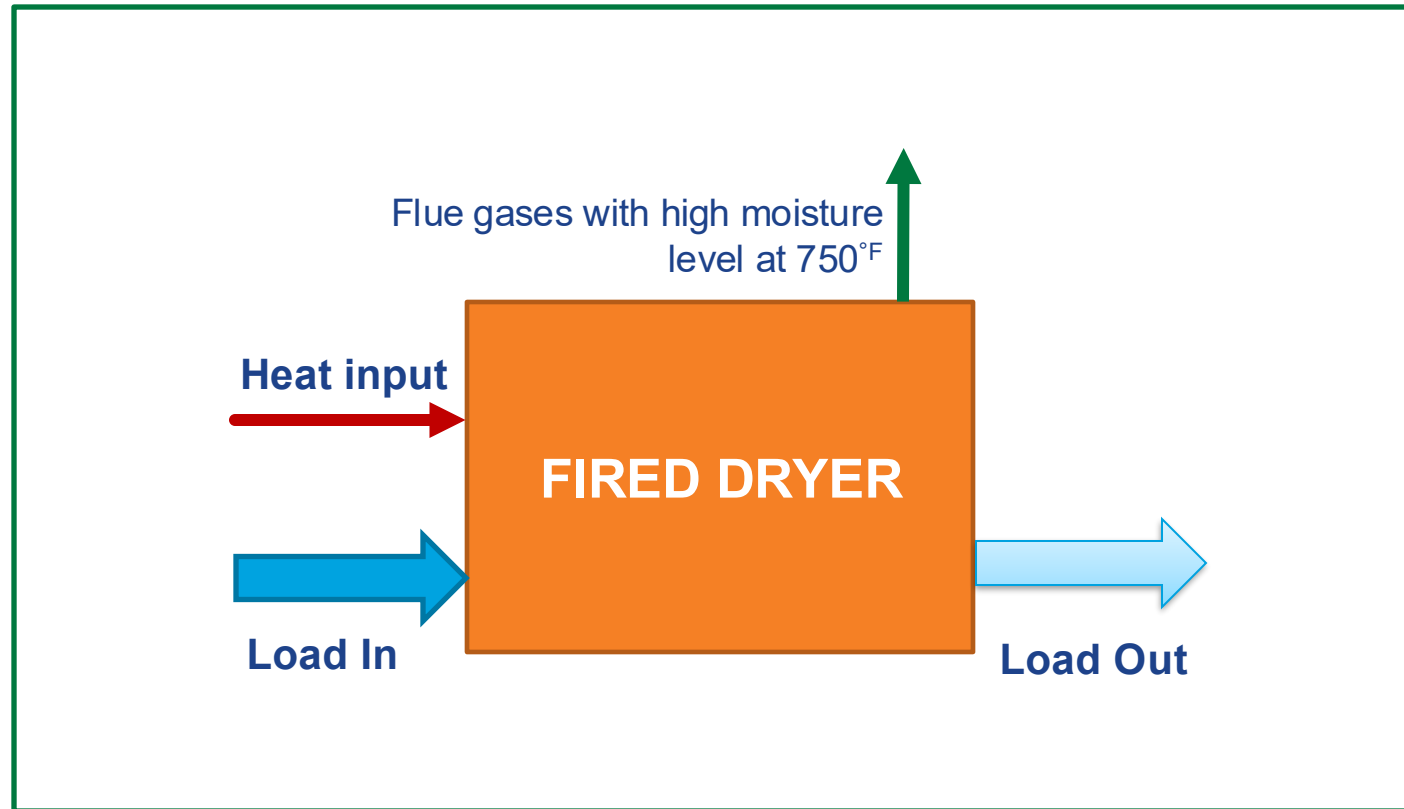 Flue gases with high moisture
level at 750°F
Heat input
FIRED DRYER
Load In
Load Out